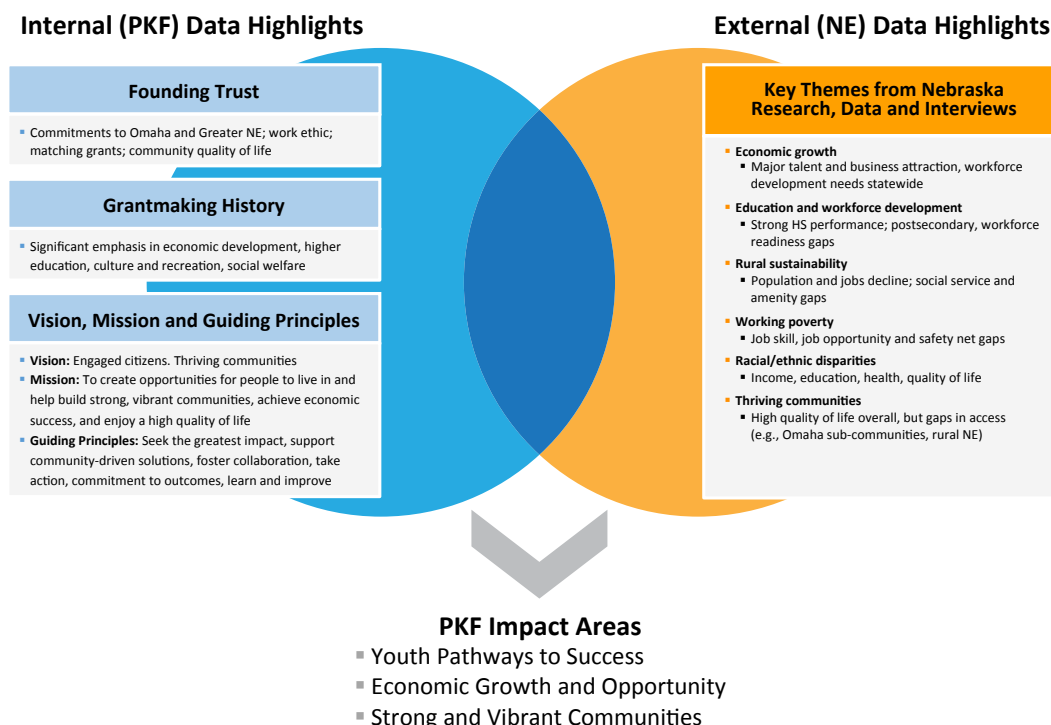 Internal (PKF) Data Highlights
Founding Trust
Commitments to Omaha and Greater NE; work ethic;
matching grants; community quality of life
Grantmaking History
Significant emphasis in economic development, higher
education, culture and recreation, social welfare
Vision, Mission and Guiding Principles
Vision: Engaged citizens. Thriving communities
Mission: To create opportunities for people to live in and
help build strong, vibrant communities, achieve economic
success, and enjoy a high quality of life
Guiding Principles: Seek the greatest impact, support
community-driven solutions, foster collaboration, take
action, commitment to outcomes, learn and improve
External (NE) Data Highlights
Key Themes from Nebraska
Research, Data and Interviews
Economic growth
Major talent and business attraction, workforce
development needs statewide
Education and workforce development
Strong HS performance; postsecondary, workforce
readiness gaps
Rural sustainability
Population and jobs decline; social service and
amenity gaps
Working poverty
Job skill, job opportunity and safety net gaps
Racial/ethnic disparities
Income, education, health, quality of life
Thriving communities
High quality of life overall, but gaps in access
(e.g., Omaha sub-communities, rural NE)
PKF Impact Areas
Youth Pathways to Success
Economic Growth and Opportunity
Strong and Vibrant Communities